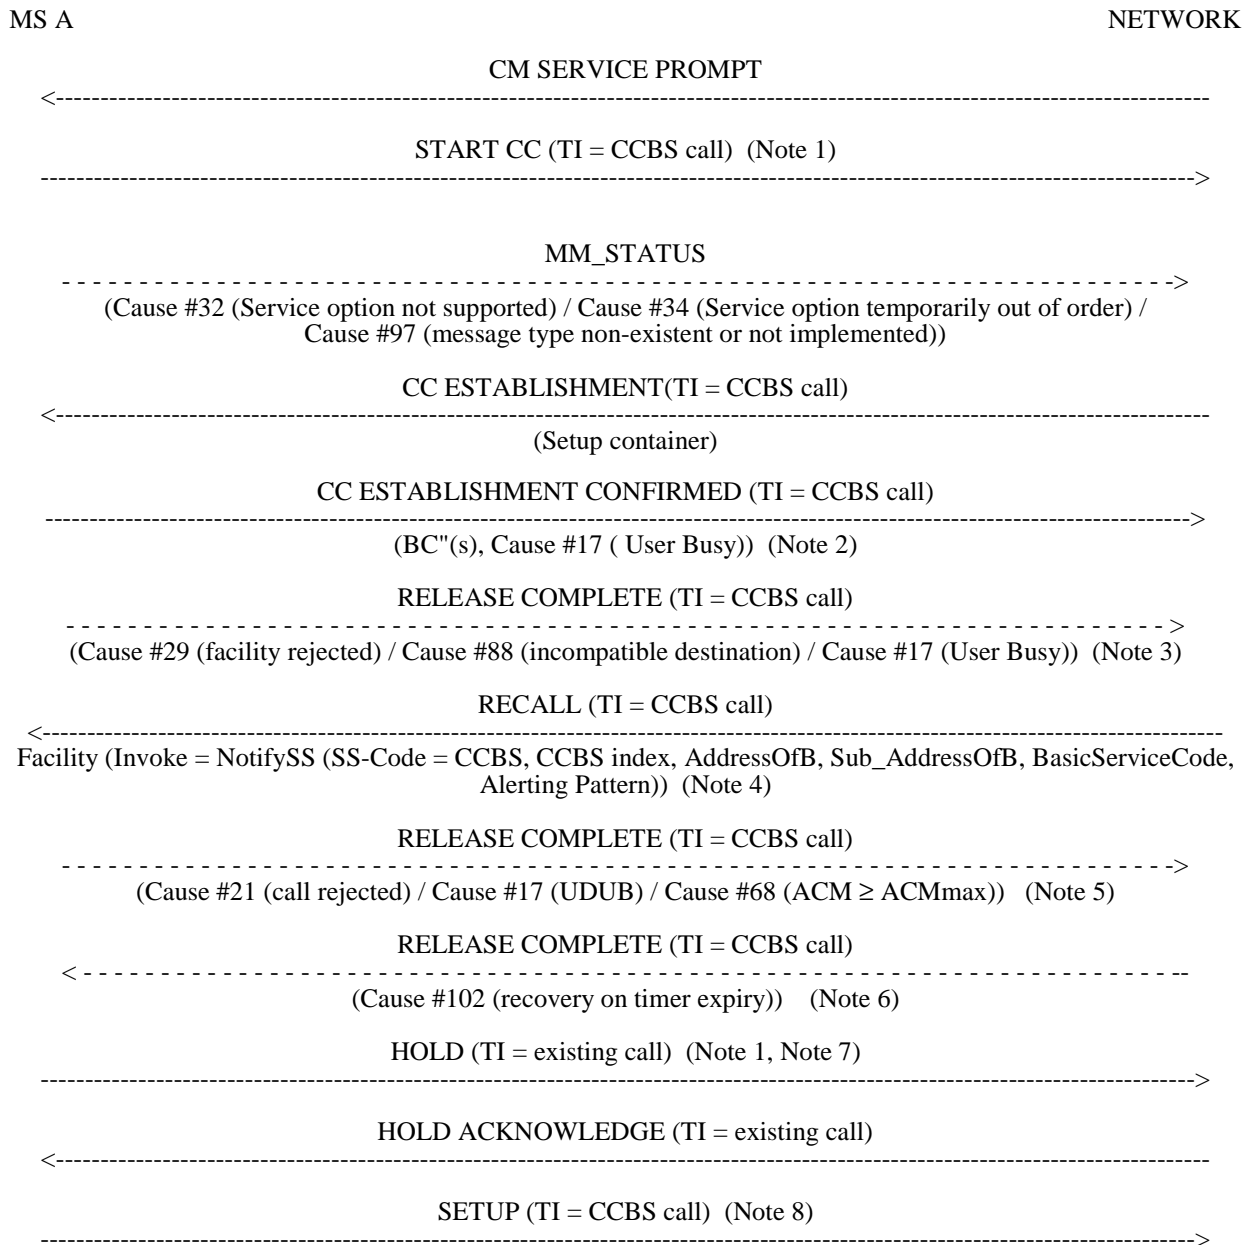 MS A NETWORK
CM SERVICE PROMPT
<--------------------------------------------------------------------------------------------------------------------------------
START CC (TI = CCBS call) (Note 1)
-------------------------------------------------------------------------------------------------------------------------------->
MM_STATUS
- - - - - - - - - - - - - - - - - - - - - - - - - - - - - - - - - - - - - - - - - - - - - - - - - - - - - - - - - - - - - - - - - - - - - - - ->
(Cause #32 (Service option not supported) / Cause #34 (Service option temporarily out of order) /
Cause #97 (message type non-existent or not implemented))
CC ESTABLISHMENT(TI = CCBS call)
<--------------------------------------------------------------------------------------------------------------------------------
(Setup container)
CC ESTABLISHMENT CONFIRMED (TI = CCBS call)
-------------------------------------------------------------------------------------------------------------------------------->
(BC"(s), Cause #17 ( User Busy)) (Note 2)
RELEASE COMPLETE (TI = CCBS call)
- - - - - - - - - - - - - - - - - - - - - - - - - - - - - - - - - - - - - - - - - - - - - - - - - - - - - - - - - - - - - - - - - - - - - - - >
(Cause #29 (facility rejected) / Cause #88 (incompatible destination) / Cause #17 (User Busy)) (Note 3)
RECALL (TI = CCBS call)
<-----------------------------------------------------------------------------------------------------------------------------------
Facility (Invoke = NotifySS (SS-Code = CCBS, CCBS index, AddressOfB, Sub_AddressOfB, BasicServiceCode,
Alerting Pattern)) (Note 4)
RELEASE COMPLETE (TI = CCBS call)
- - - - - - - - - - - - - - - - - - - - - - - - - - - - - - - - - - - - - - - - - - - - - - - - - - - - - - - - - - - - - - - - - - - - - - - ->
(Cause #21 (call rejected) / Cause #17 (UDUB) / Cause #68 (ACM ≥ ACMmax)) (Note 5)
RELEASE COMPLETE (TI = CCBS call)
< - - - - - - - - - - - - - - - - - - - - - - - - - - - - - - - - - - - - - - - - - - - - - - - - - - - - - - - - - - - - - - - - - - - - - - --
(Cause #102 (recovery on timer expiry)) (Note 6)
HOLD (TI = existing call) (Note 1, Note 7)
-------------------------------------------------------------------------------------------------------------------------------->
HOLD ACKNOWLEDGE (TI = existing call)
<--------------------------------------------------------------------------------------------------------------------------------
SETUP (TI = CCBS call) (Note 8)
-------------------------------------------------------------------------------------------------------------------------------->